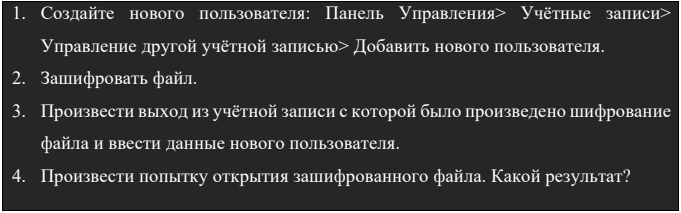 1. Создайте нового пользователя: Панель Управления> Учётные записи>
Управление другой учётной записью> Добавить нового пользователя.
2. Зашифровать файл.
3. Произвести выход из учётной записи с которой было произведено шифрование
файла и ввести данные нового пользователя.
4. Произвести попытку открытия зашифрованного файла. Какой результат?